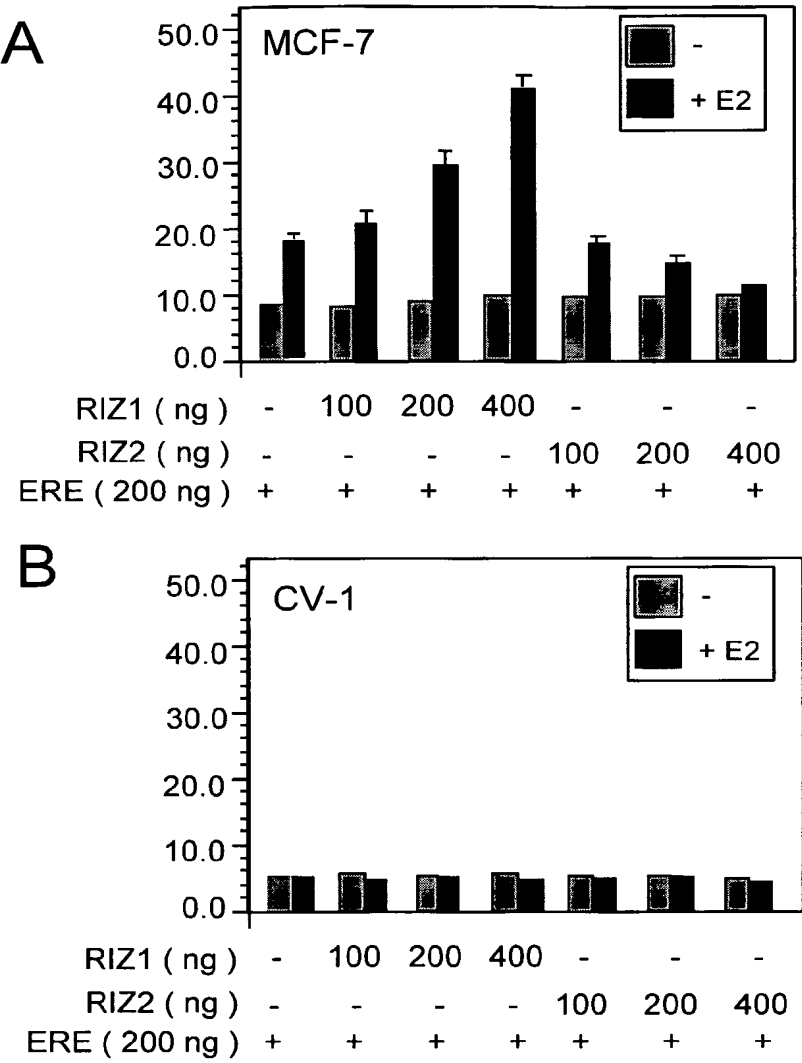 A
MCF-7
-
+ E2
50.0
40.0
30.0
20.0
10.0
0.0
RIZ1 ( ng ) - 100 200 400 - - -
RIZ2 ( ng ) - - - - 100 200 400
ERE ( 200 ng ) + + + + + + +
B
CV-1
-
+ E2
50.0
40.0
30.0
20.0
10.0
0.0
RIZ1 ( ng ) - 100 200 400 - - -
RIZ2 ( ng ) - - - - 100 200 400
ERE ( 200 ng ) + + + + + + +